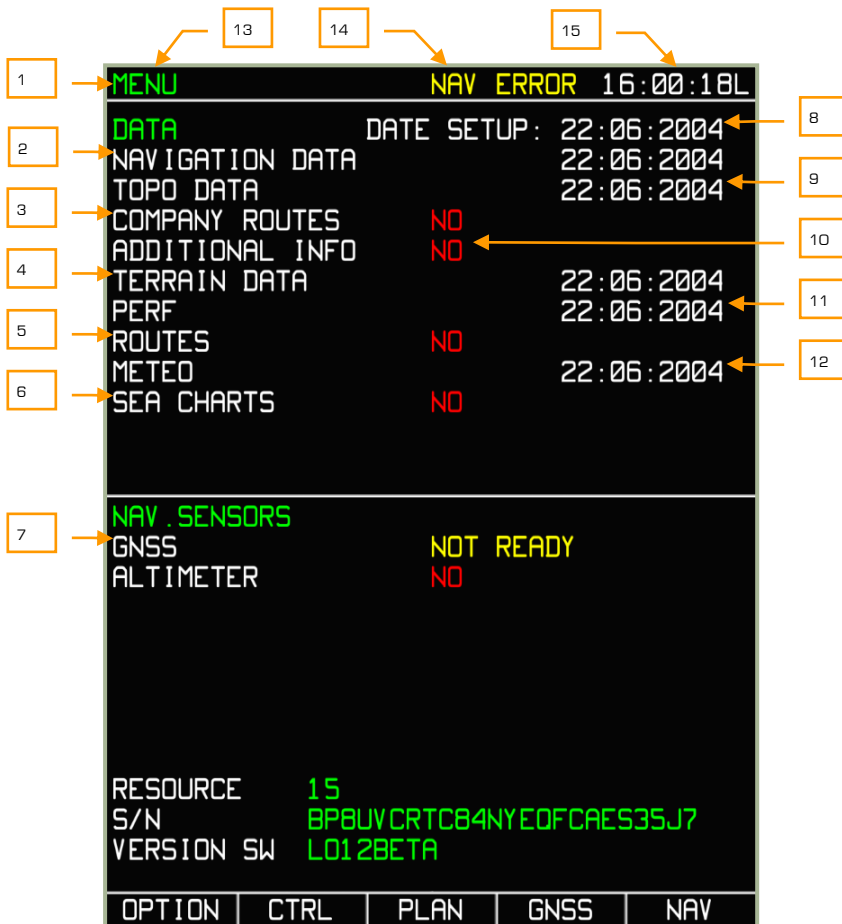 13 14 15
1 MENU NAV ERROR 16:00:18L
DATA DATE SETUP: 22:06:2004 8
2 NAVIGATION DATA 22:06:2004
TOPO DATA 22:06:2004 9
3 COMPANY ROUTES NO
ADDITIONAL INFO NO 10
4 TERRAIN DATA 22:06:2004
PERF 22:06:2004 11
5 ROUTES NO
METEO 22:06:2004 12
6 SEA CHARTS NO
NAV.SENSORS
7 GNSS NOT READY
ALTIMETER NO
RESOURCE 15
S/N BP8UVCRTC84NYEQFCAES35J7
VERSION SW L012BETA
OPTION CTRL PLAN GNSS NAV